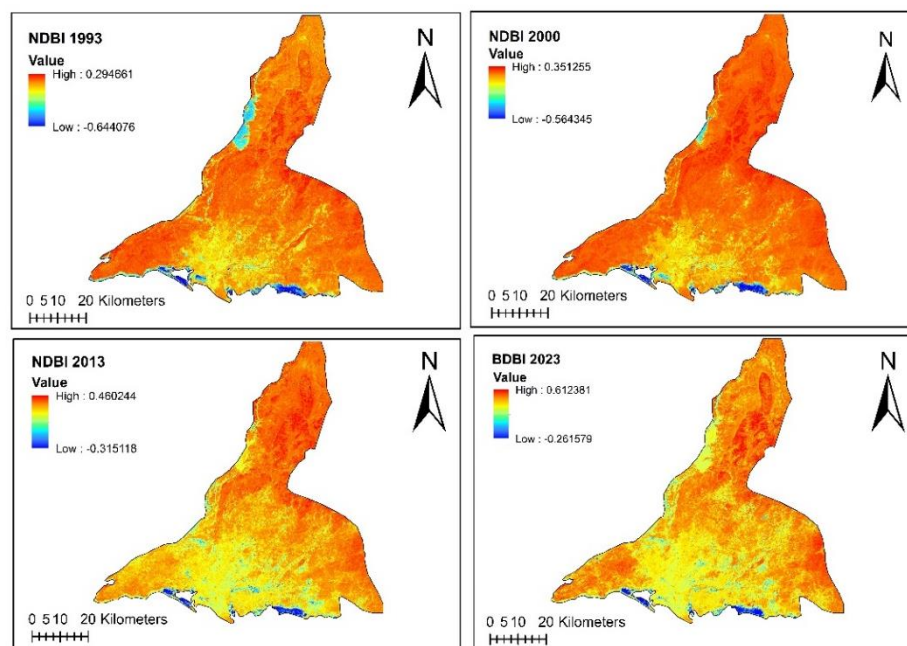 NDBI 1993
Value
High : 0.294661
Low : -0.644076
N
0 5 10 20 Kilometers
NDBI 2000
Value
High : 0.351255
Low : -0.564345
N
0 5 10 20 Kilometers
NDBI 2013
Value
High : 0.460244
Low : -0.315118
N
0 5 10 20 Kilometers
BDBI 2023
Value
High : 0.612381
Low : -0.261579
N
0 5 10 20 Kilometers